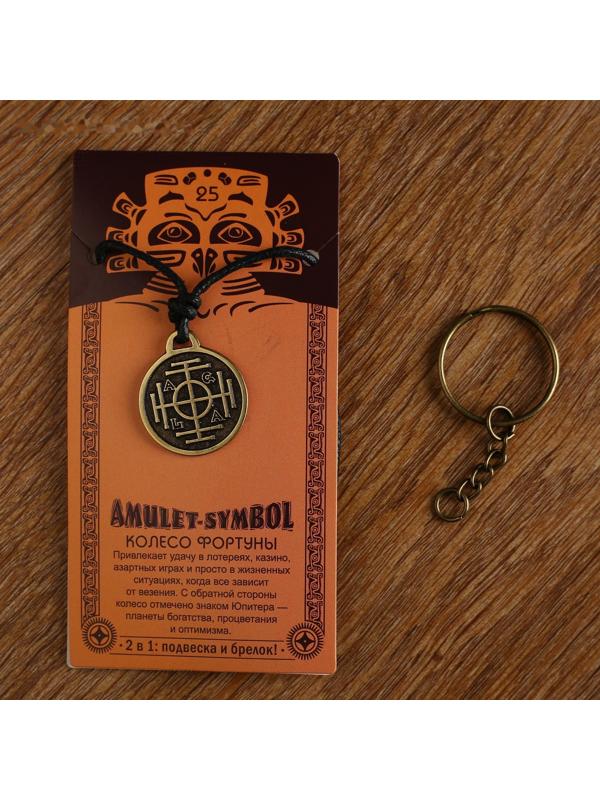 25
AMULET-SYMBOL
КОЛЕСО ФОРТУНЫ
Привлекает удачу в лотереях, казино,
азартных играх и просто в жизненных
ситуациях, когда все зависит
от везения. С обратной стороны
колесо отмечено знаком Юпитера —
планеты богатства, процветания
и оптимизма.
· 2 в 1: подвеска и брелок! ·